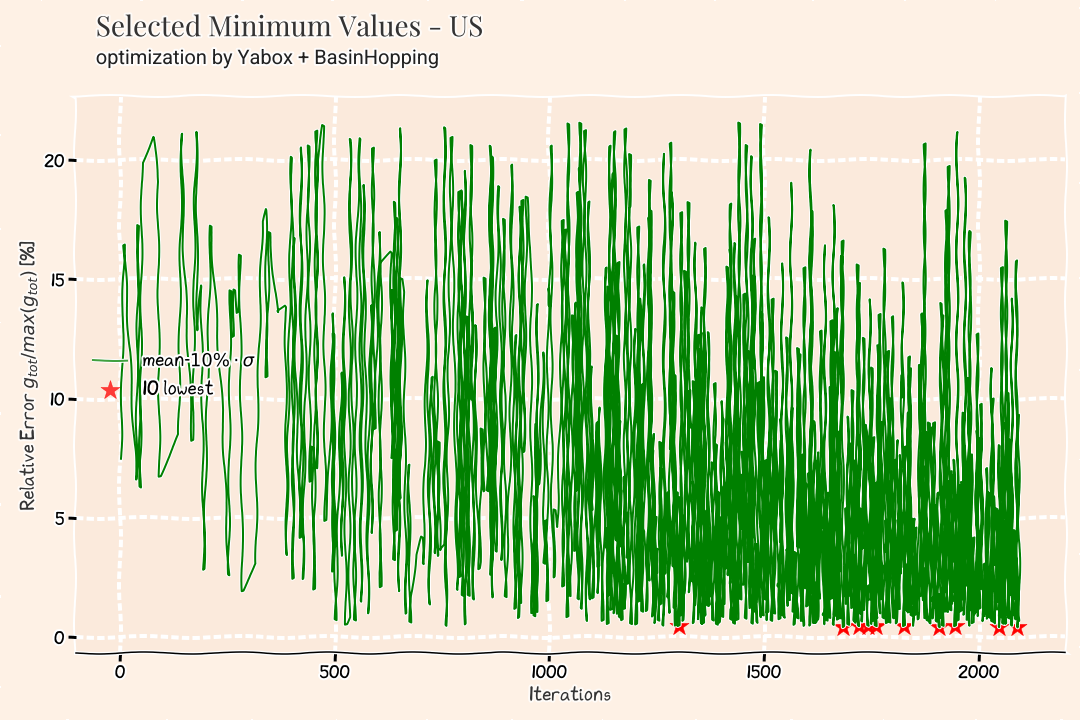 Selected Minimum Values - US
optimization by Yabox + BasinHopping
Relative Error g_tot/max(g_tot) [%]
20
15
10
5
0
mean-10% · σ
10 lowest
0 500 1000 1500 2000
Iterations